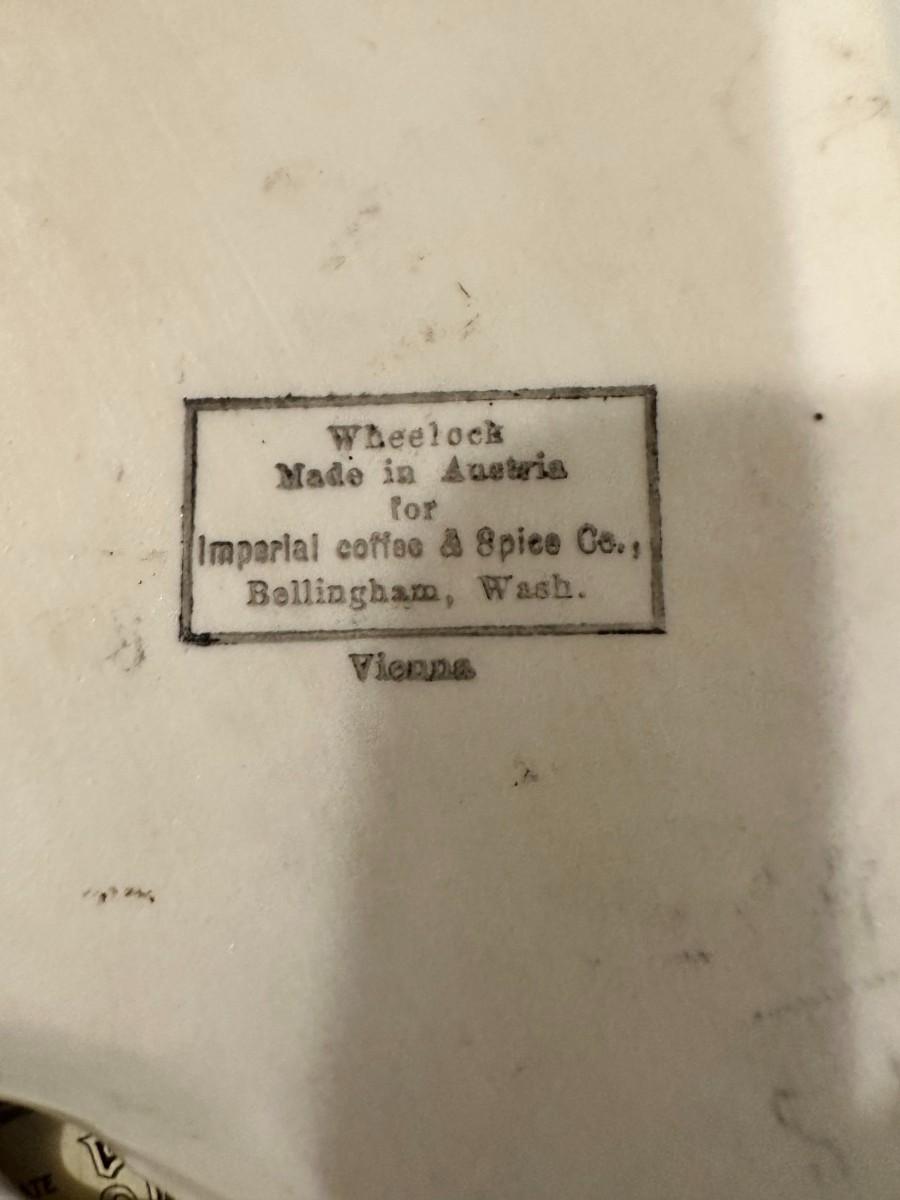 Wheelock
Made in Austria
for
Imperial coffee & Spice Co.,
Bellingham, Wash.
Vienna